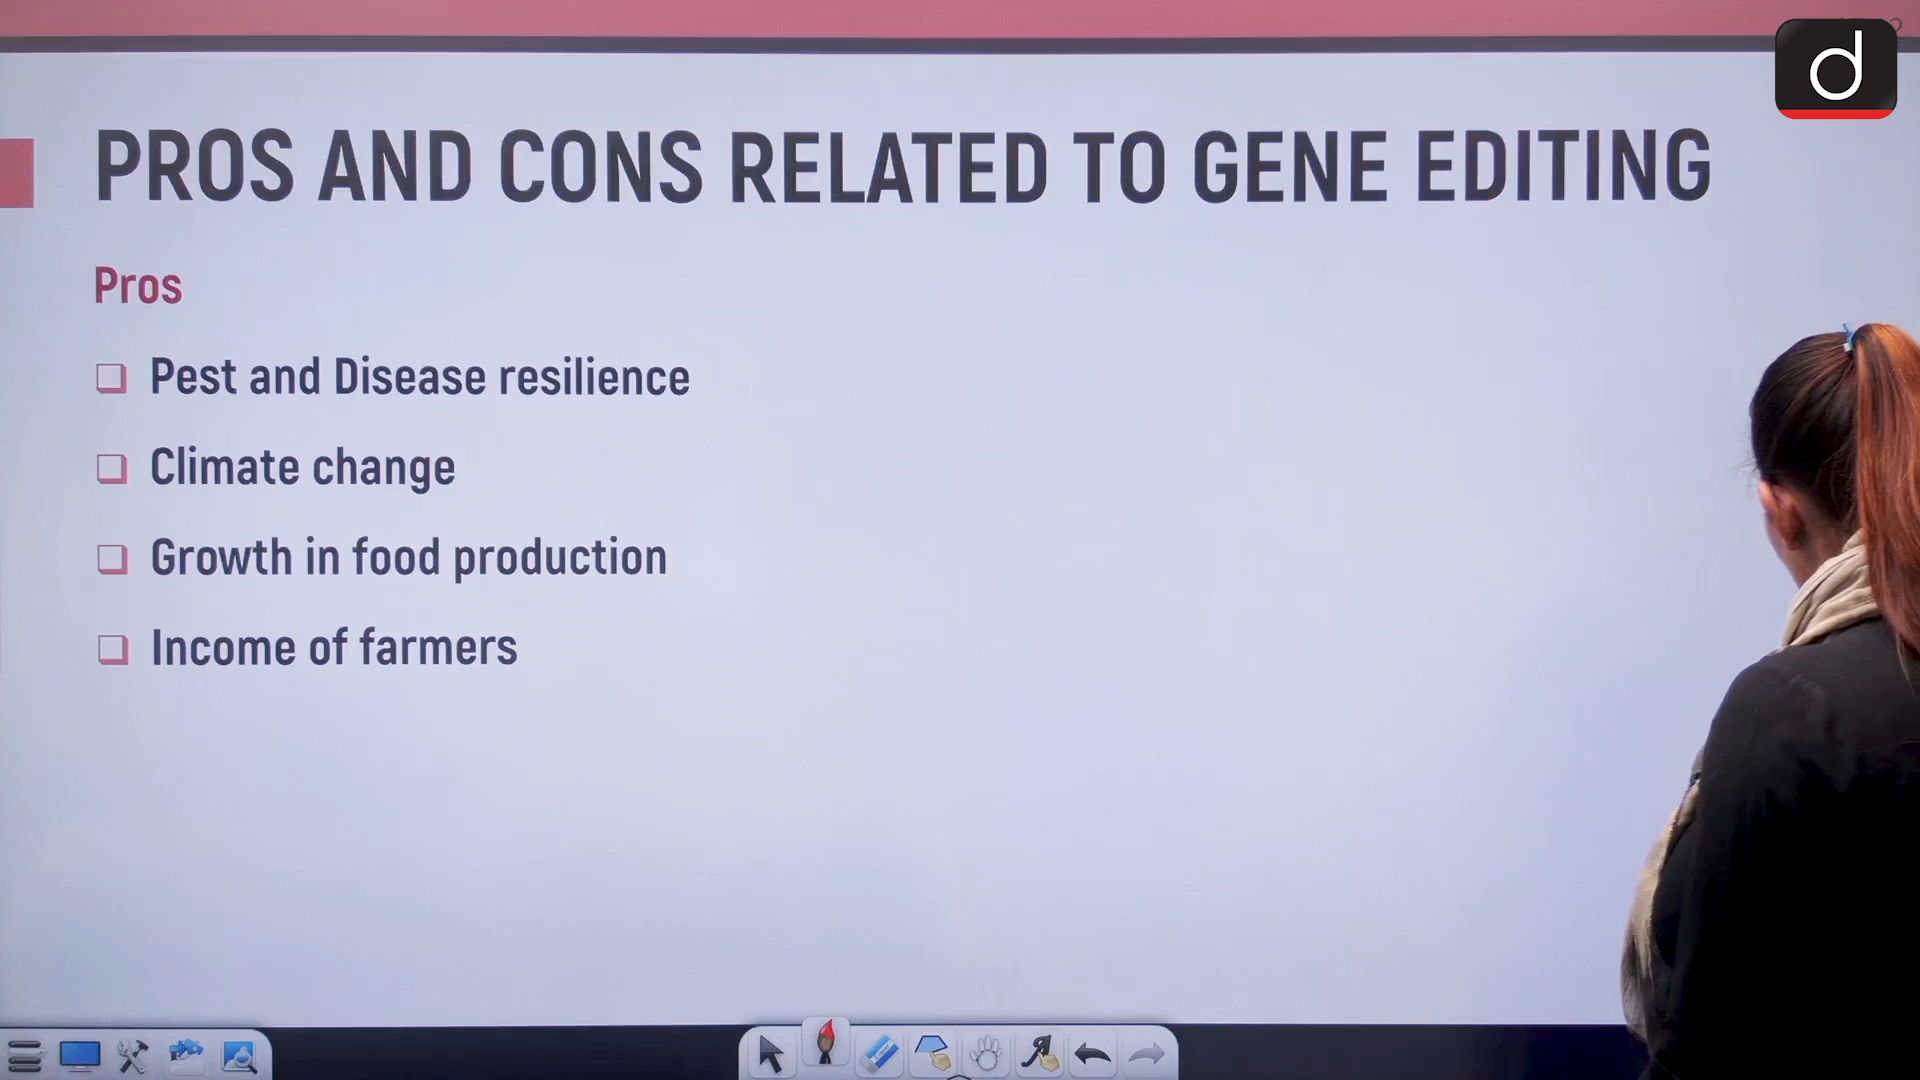 d
PROS AND CONS RELATED TO GENE EDITING
Pros
Pest and Disease resilience
Climate change
Growth in food production
Income of farmers